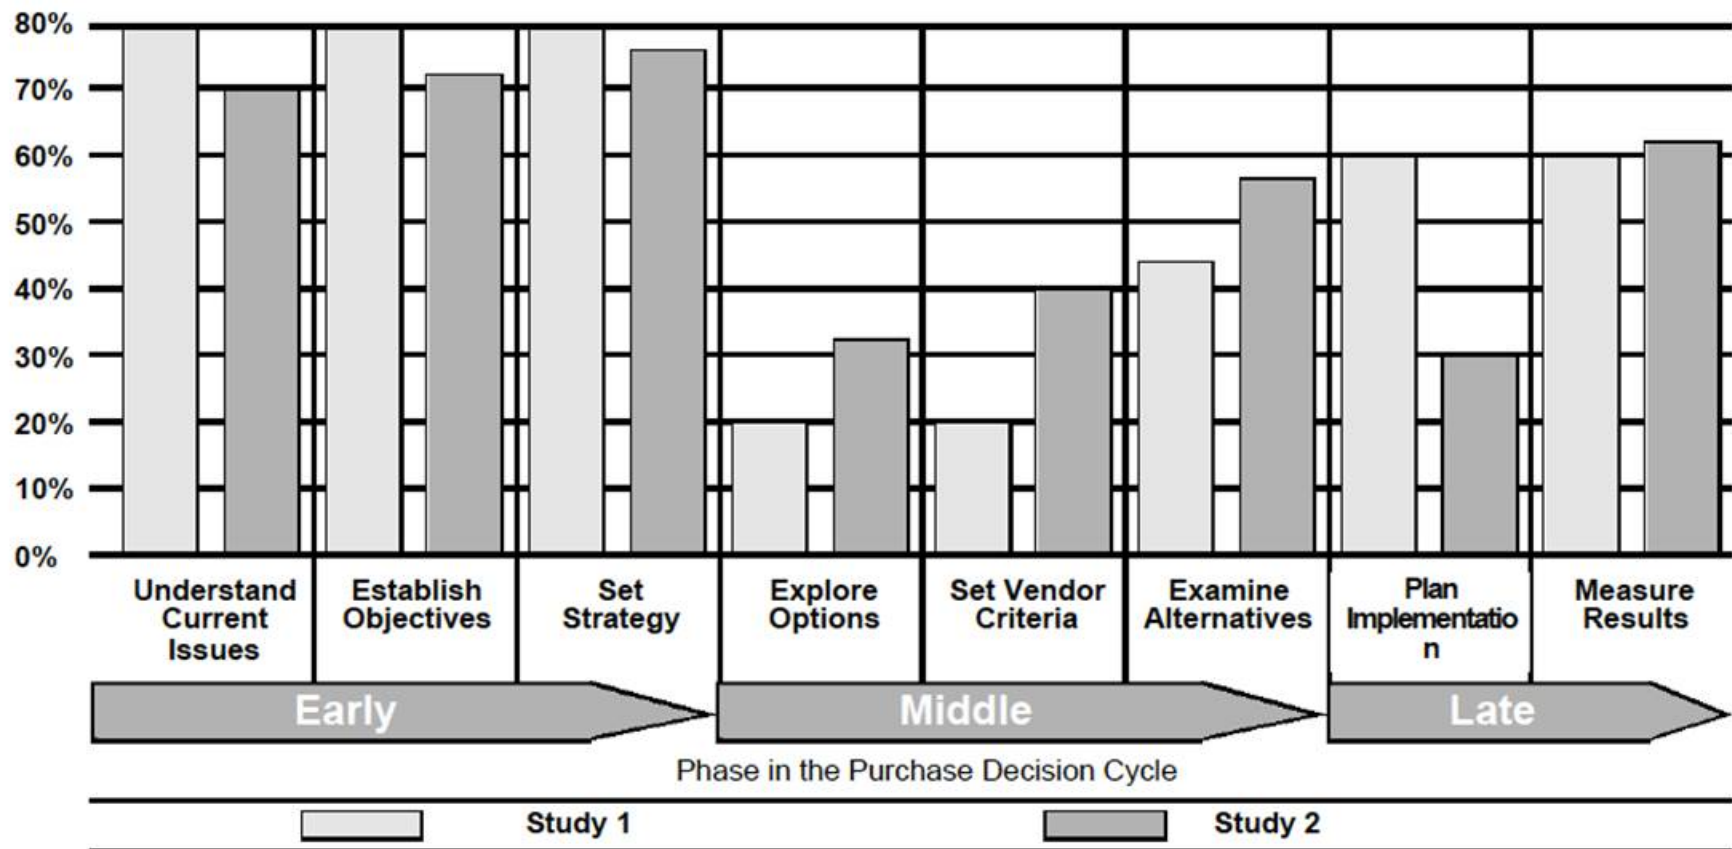 80%
70%
60%
50%
40%
30%
20%
10%
0%
Understand
Current
Issues
Establish
Objectives
Set
Strategy
Explore
Options
Set Vendor
Criteria
Examine
Alternatives
Plan
Implementatio
n
Measure
Results
Early
Middle
Late
Phase in the Purchase Decision Cycle
Study 1
Study 2